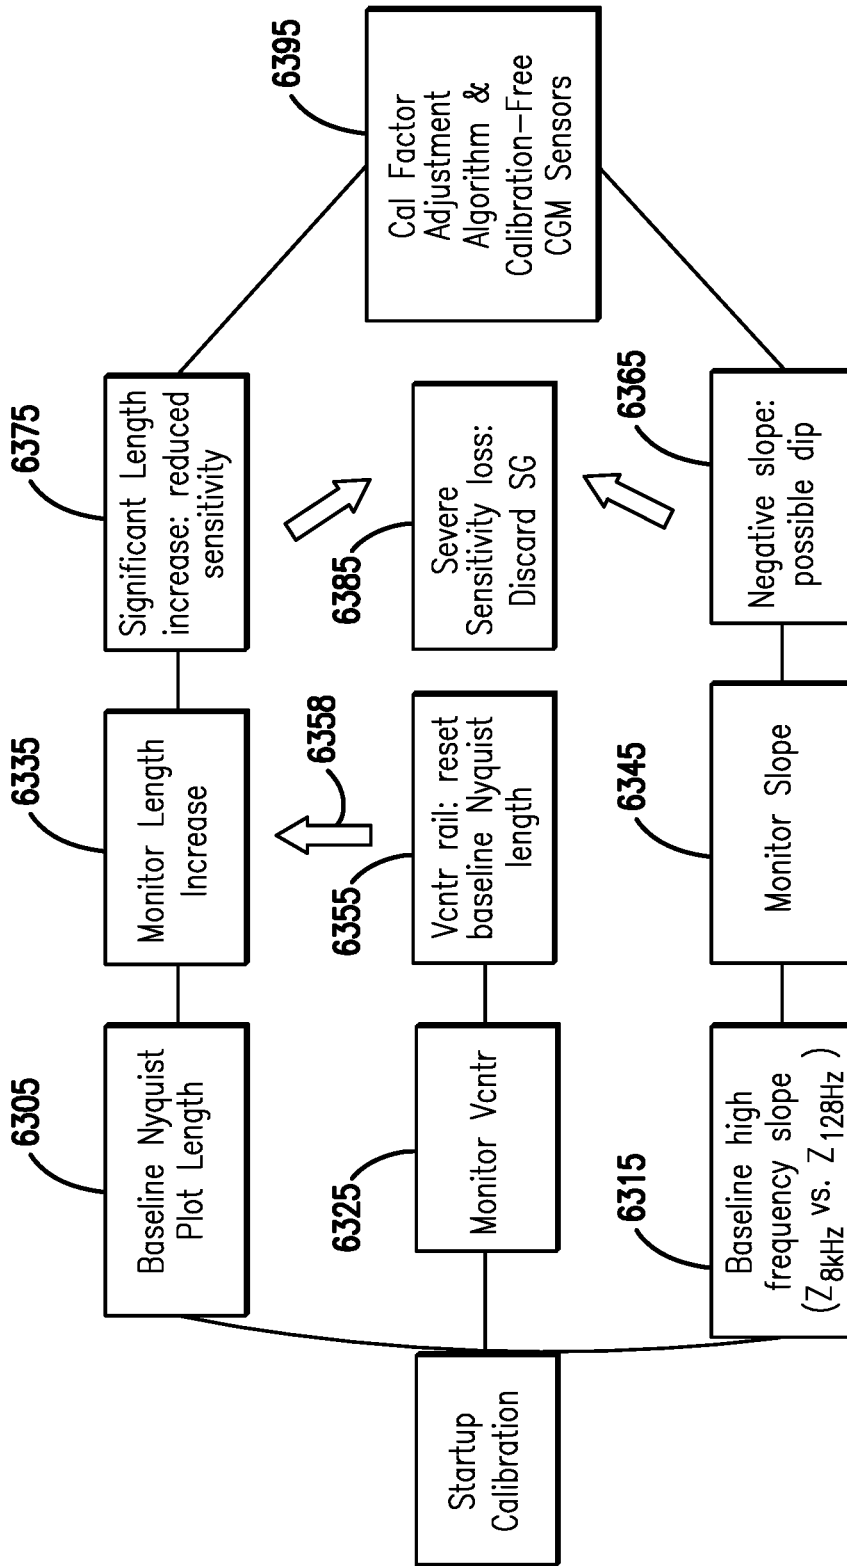 Startup
Calibration
6305
Baseline Nyquist
Plot Length
6335
Monitor Length
Increase
6375
Significant Length
increase: reduced
sensitivity
6325
Monitor Vcntr
6355
Vcntr rail: reset
baseline Nyquist
length
6358
6385
Severe
Sensitivity loss:
Discard SG
6315
Baseline high
frequency slope
(Z8kHz vs. Z128Hz)
6345
Monitor Slope
6365
Negative slope:
possible dip
6395
Cal Factor
Adjustment
Algorithm &
Calibration-Free
CGM Sensors